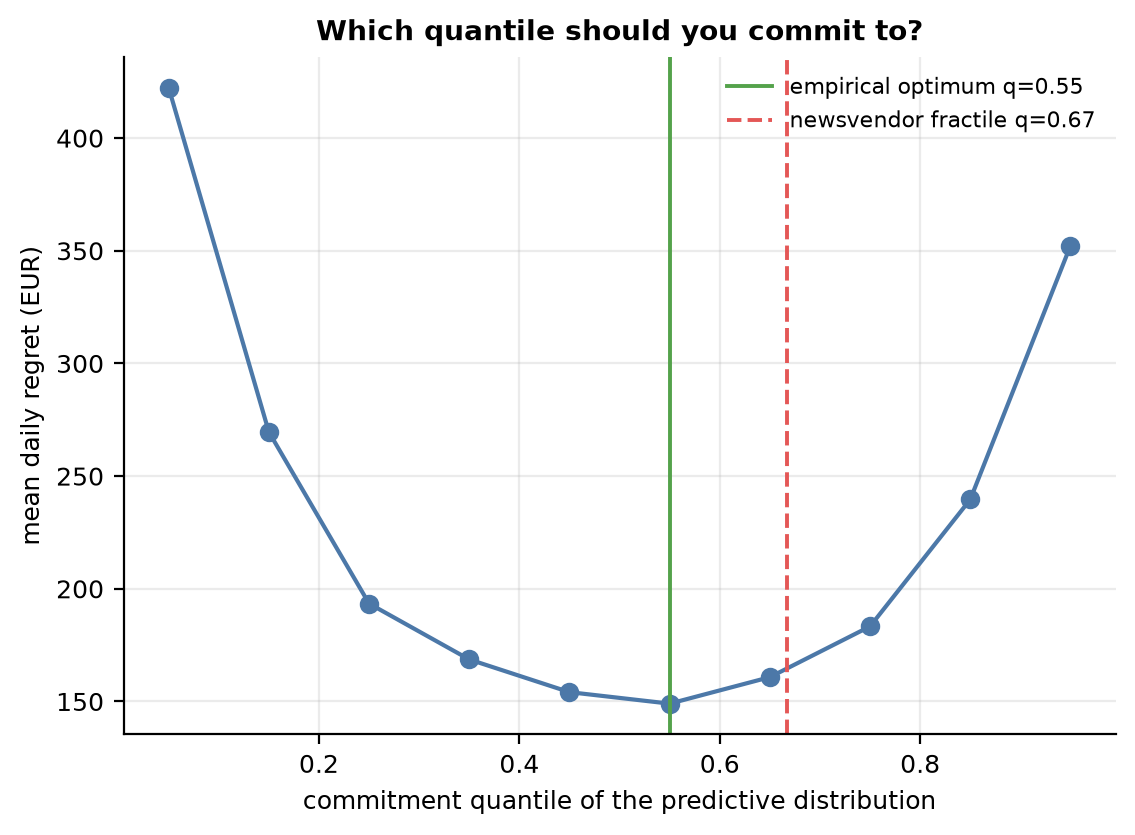 Which quantile should you commit to?
empirical optimum q=0.55
newsvendor fractile q=0.67
mean daily regret (EUR)
400
350
300
250
200
150
0.2 0.4 0.6 0.8
commitment quantile of the predictive distribution